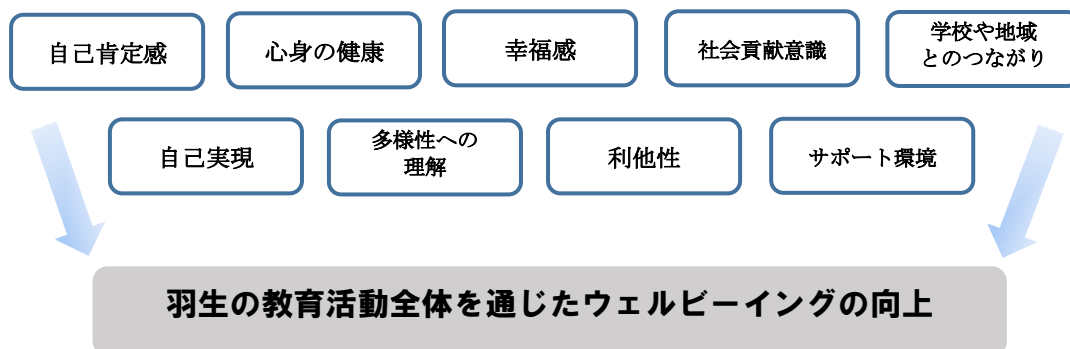 自己肯定感
心身の健康
幸福感
社会貢献意識
学校や地域
とのつながり
自己実現
多様性への
理解
利他性
サポート環境
羽生の教育活動全体を通じたウェルビーイングの向上